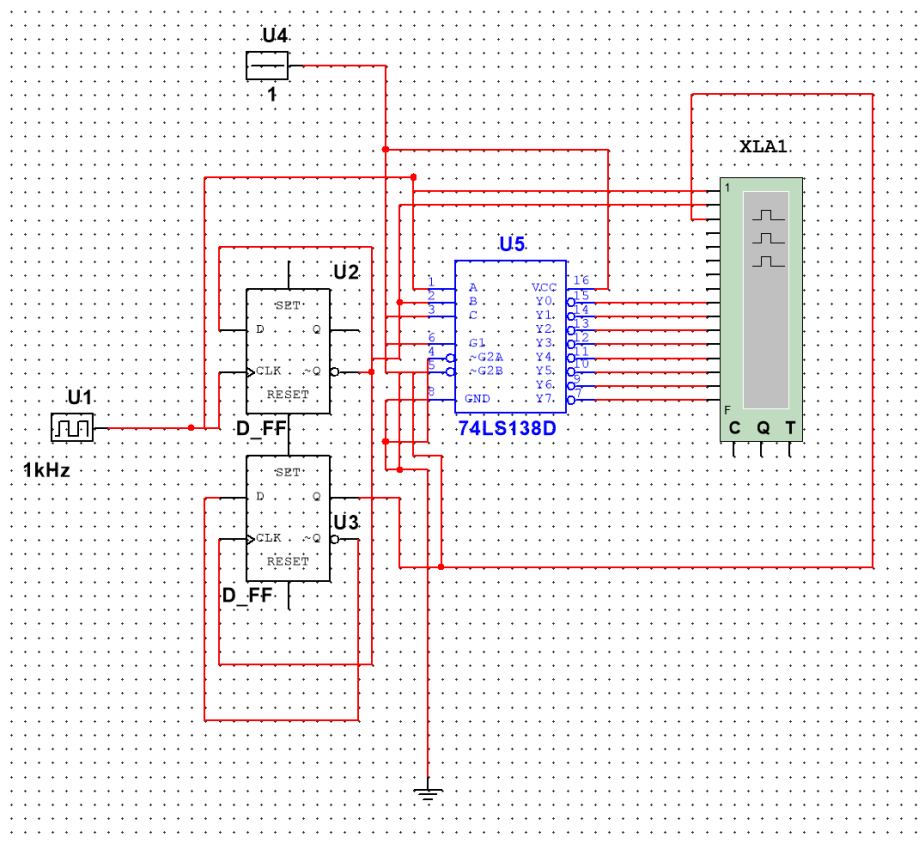 U4
1
XLA1
1
F
C Q T
U5
1 A VCC 16
2 B Y0 15
3 C Y1 14
Y2 13
6 G1 Y3 12
4 ~G2A Y4 11
5 ~G2B Y5 10
Y6 9
8 GND Y7 7
74LS138D
U2
SET
D Q
CLK ~Q
RESET
D_FF
U1
1kHz
SET
D Q
U3
CLK ~Q
RESET
D_FF